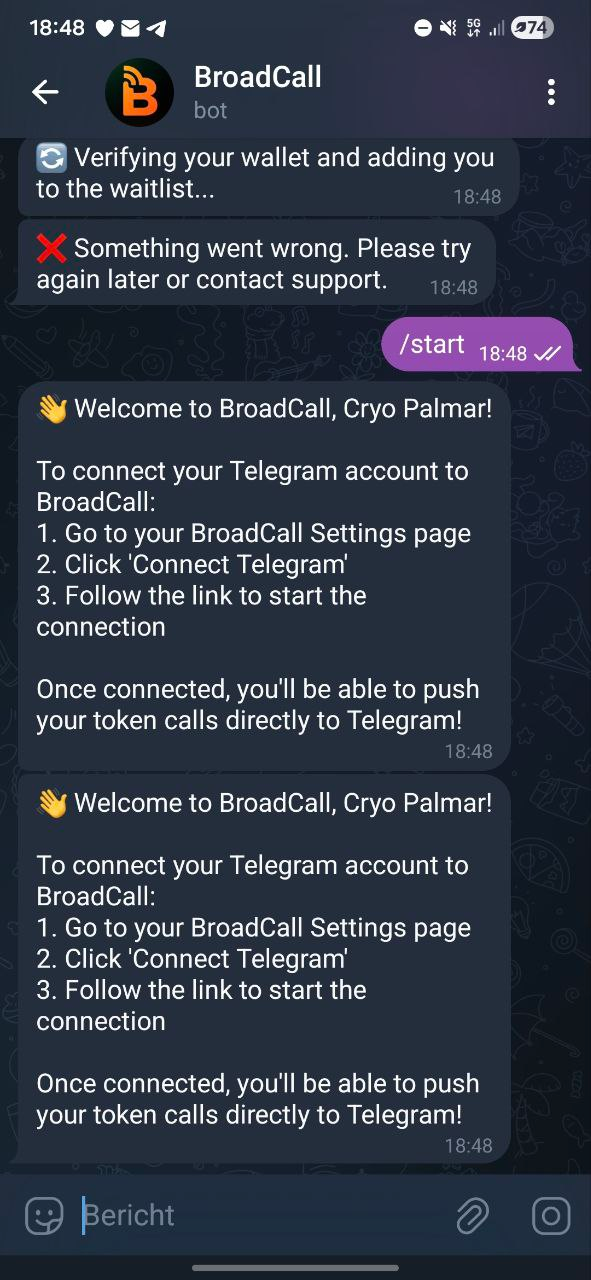 18:48
5G
74
BroadCall
bot
🔄 Verifying your wallet and adding you
to the waitlist...
18:48
❌ Something went wrong. Please try
again later or contact support.
18:48
/start
18:48
👋 Welcome to BroadCall, Cryo Palmar!
To connect your Telegram account to
BroadCall:
1. Go to your BroadCall Settings page
2. Click 'Connect Telegram'
3. Follow the link to start the
connection
Once connected, you'll be able to push
your token calls directly to Telegram!
18:48
👋 Welcome to BroadCall, Cryo Palmar!
To connect your Telegram account to
BroadCall:
1. Go to your BroadCall Settings page
2. Click 'Connect Telegram'
3. Follow the link to start the
connection
Once connected, you'll be able to push
your token calls directly to Telegram!
18:48
Bericht